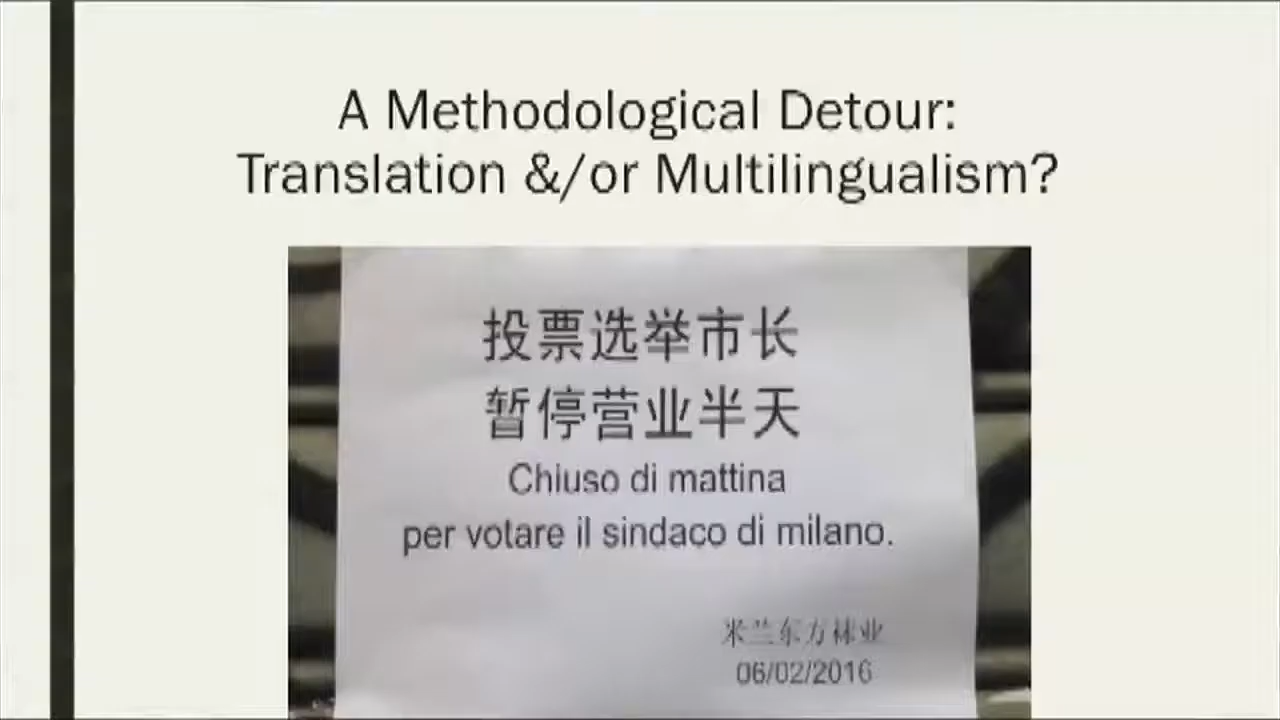 A Methodological Detour:
Translation &/or Multilingualism?
投票选举市长
暂停营业半天
Chiuso di mattina
per votare il sindaco di milano.
米兰东方袜业
06/02/2016